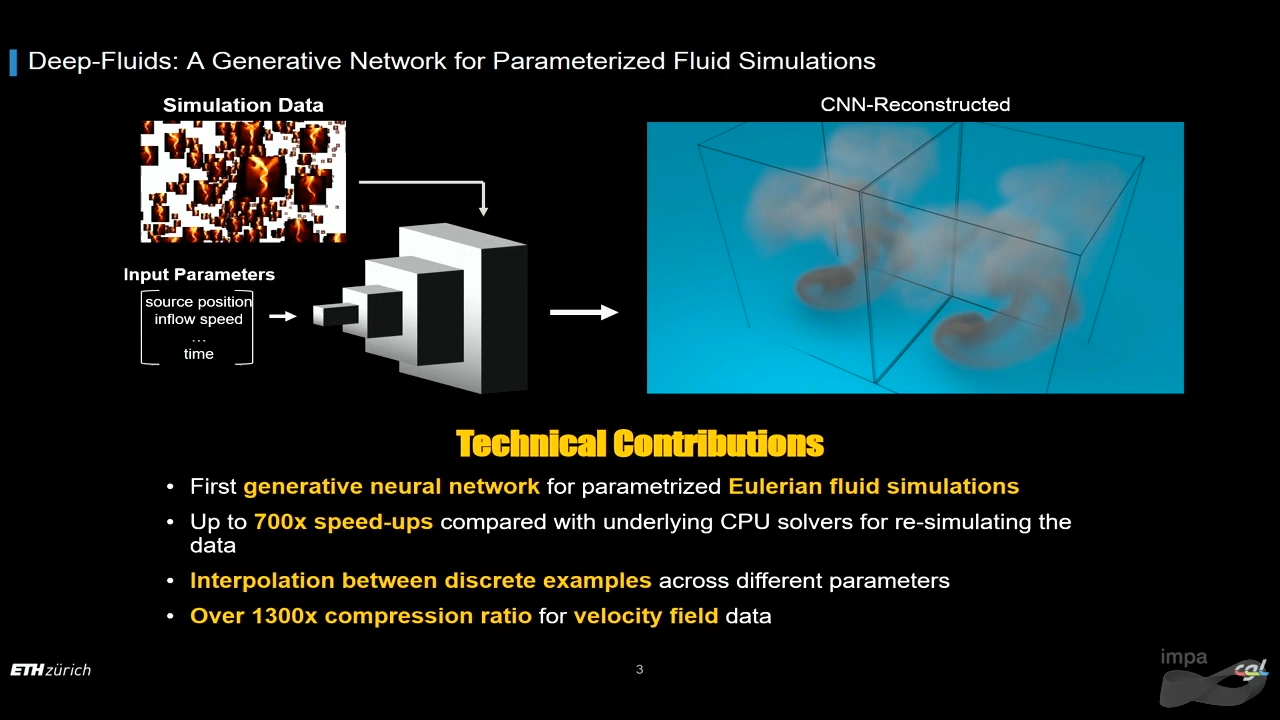 Deep-Fluids: A Generative Network for Parameterized Fluid Simulations
Simulation Data
CNN-Reconstructed
Input Parameters
source position
inflow speed
...
time
Technical Contributions
• First generative neural network for parametrized Eulerian fluid simulations
• Up to 700x speed-ups compared with underlying CPU solvers for re-simulating the
data
• Interpolation between discrete examples across different parameters
• Over 1300x compression ratio for velocity field data
ETH zürich
3
impa
cgl